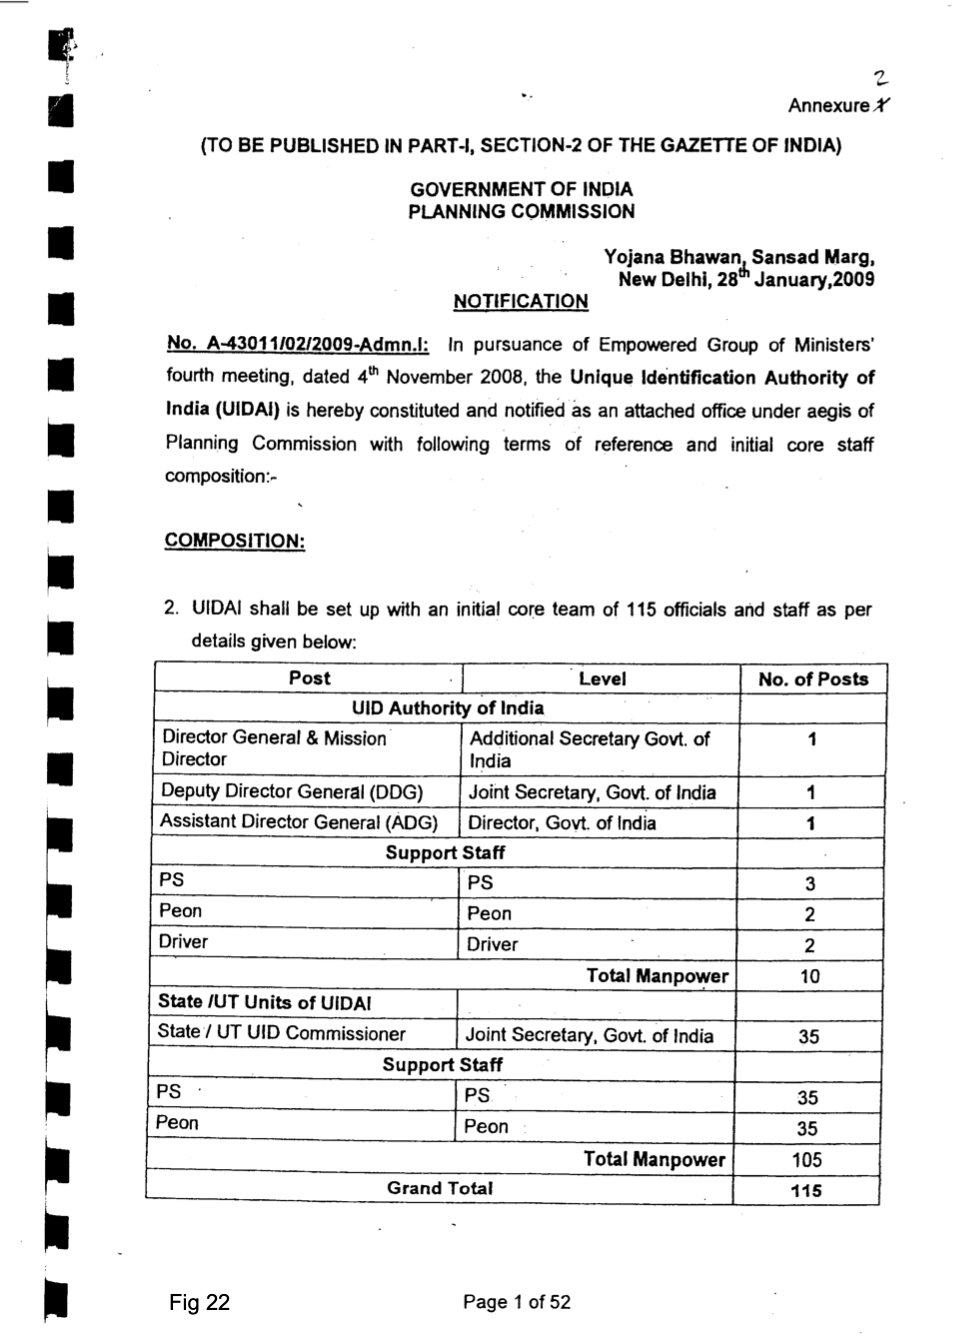 2
Annexure
(TO BE PUBLISHED IN PART-I, SECTION-2 OF THE GAZETTE OF INDIA)
GOVERNMENT OF INDIA
PLANNING COMMISSION
Yojana Bhawan, Sansad Marg,
New Delhi, 28th January,2009
NOTIFICATION
No. A-43011/02/2009-Admn.I: In pursuance of Empowered Group of Ministers'
fourth meeting, dated 4th November 2008, the Unique Identification Authority of
India (UIDAI) is hereby constituted and notified as an attached office under aegis of
Planning Commission with following terms of reference and initial core staff
composition:-
COMPOSITION:
2. UIDAI shall be set up with an initial core team of 115 officials and staff as per
details given below:
Post Level No. of Posts
UID Authority of India
Director General & Mission Additional Secretary Govt. of 1
Director India
Deputy Director General (DDG) Joint Secretary, Govt. of India 1
Assistant Director General (ADG) Director, Govt. of India 1
Support Staff
PS PS 3
Peon Peon 2
Driver Driver 2
Total Manpower 10
State /UT Units of UIDAI
State / UT UID Commissioner Joint Secretary, Govt. of India 35
Support Staff
PS PS 35
Peon Peon 35
Total Manpower 105
Grand Total 115
Fig 22 Page 1 of 52